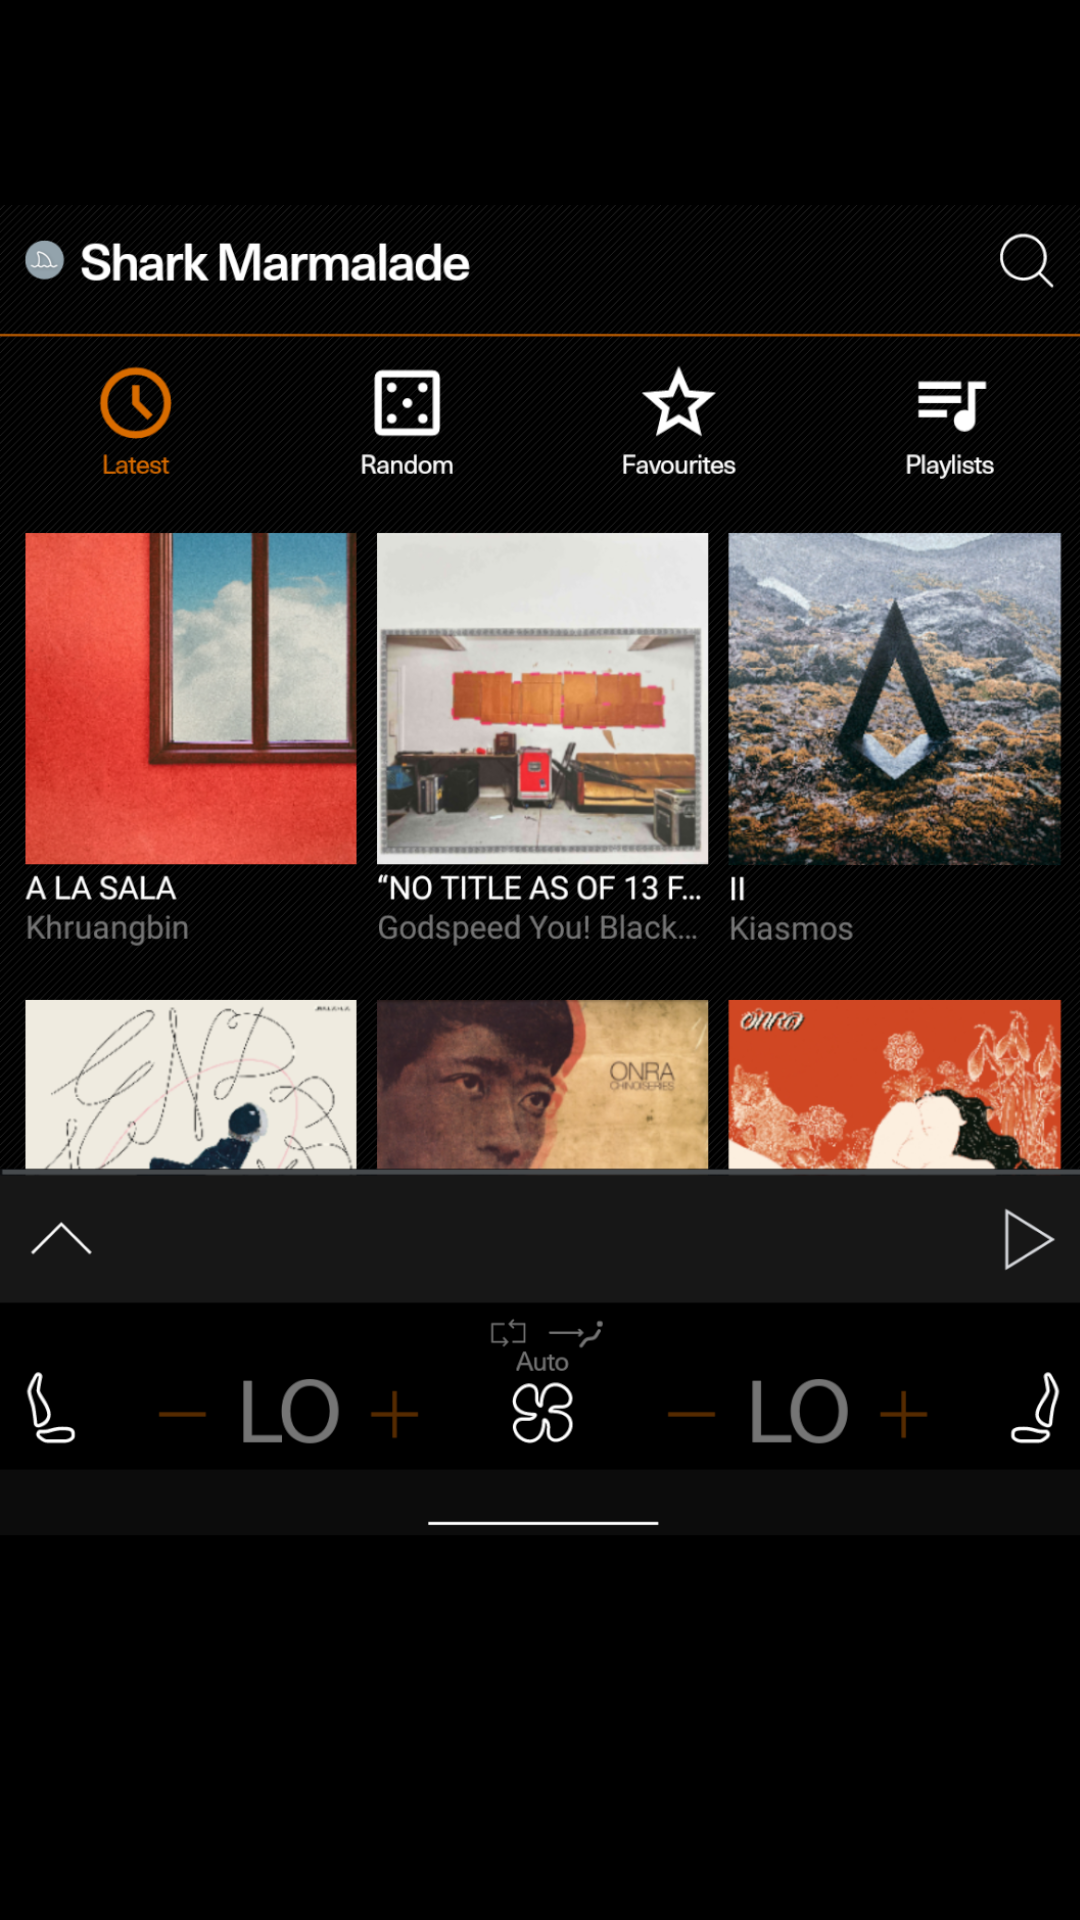 Shark Marmalade
Latest
Random
Favourites
Playlists
A LA SALA
Khruangbin
“NO TITLE AS OF 13 F...
Godspeed You! Black...
II
Kiasmos
ONRA
CHINOISERIES
ONRA
Auto
LO
LO